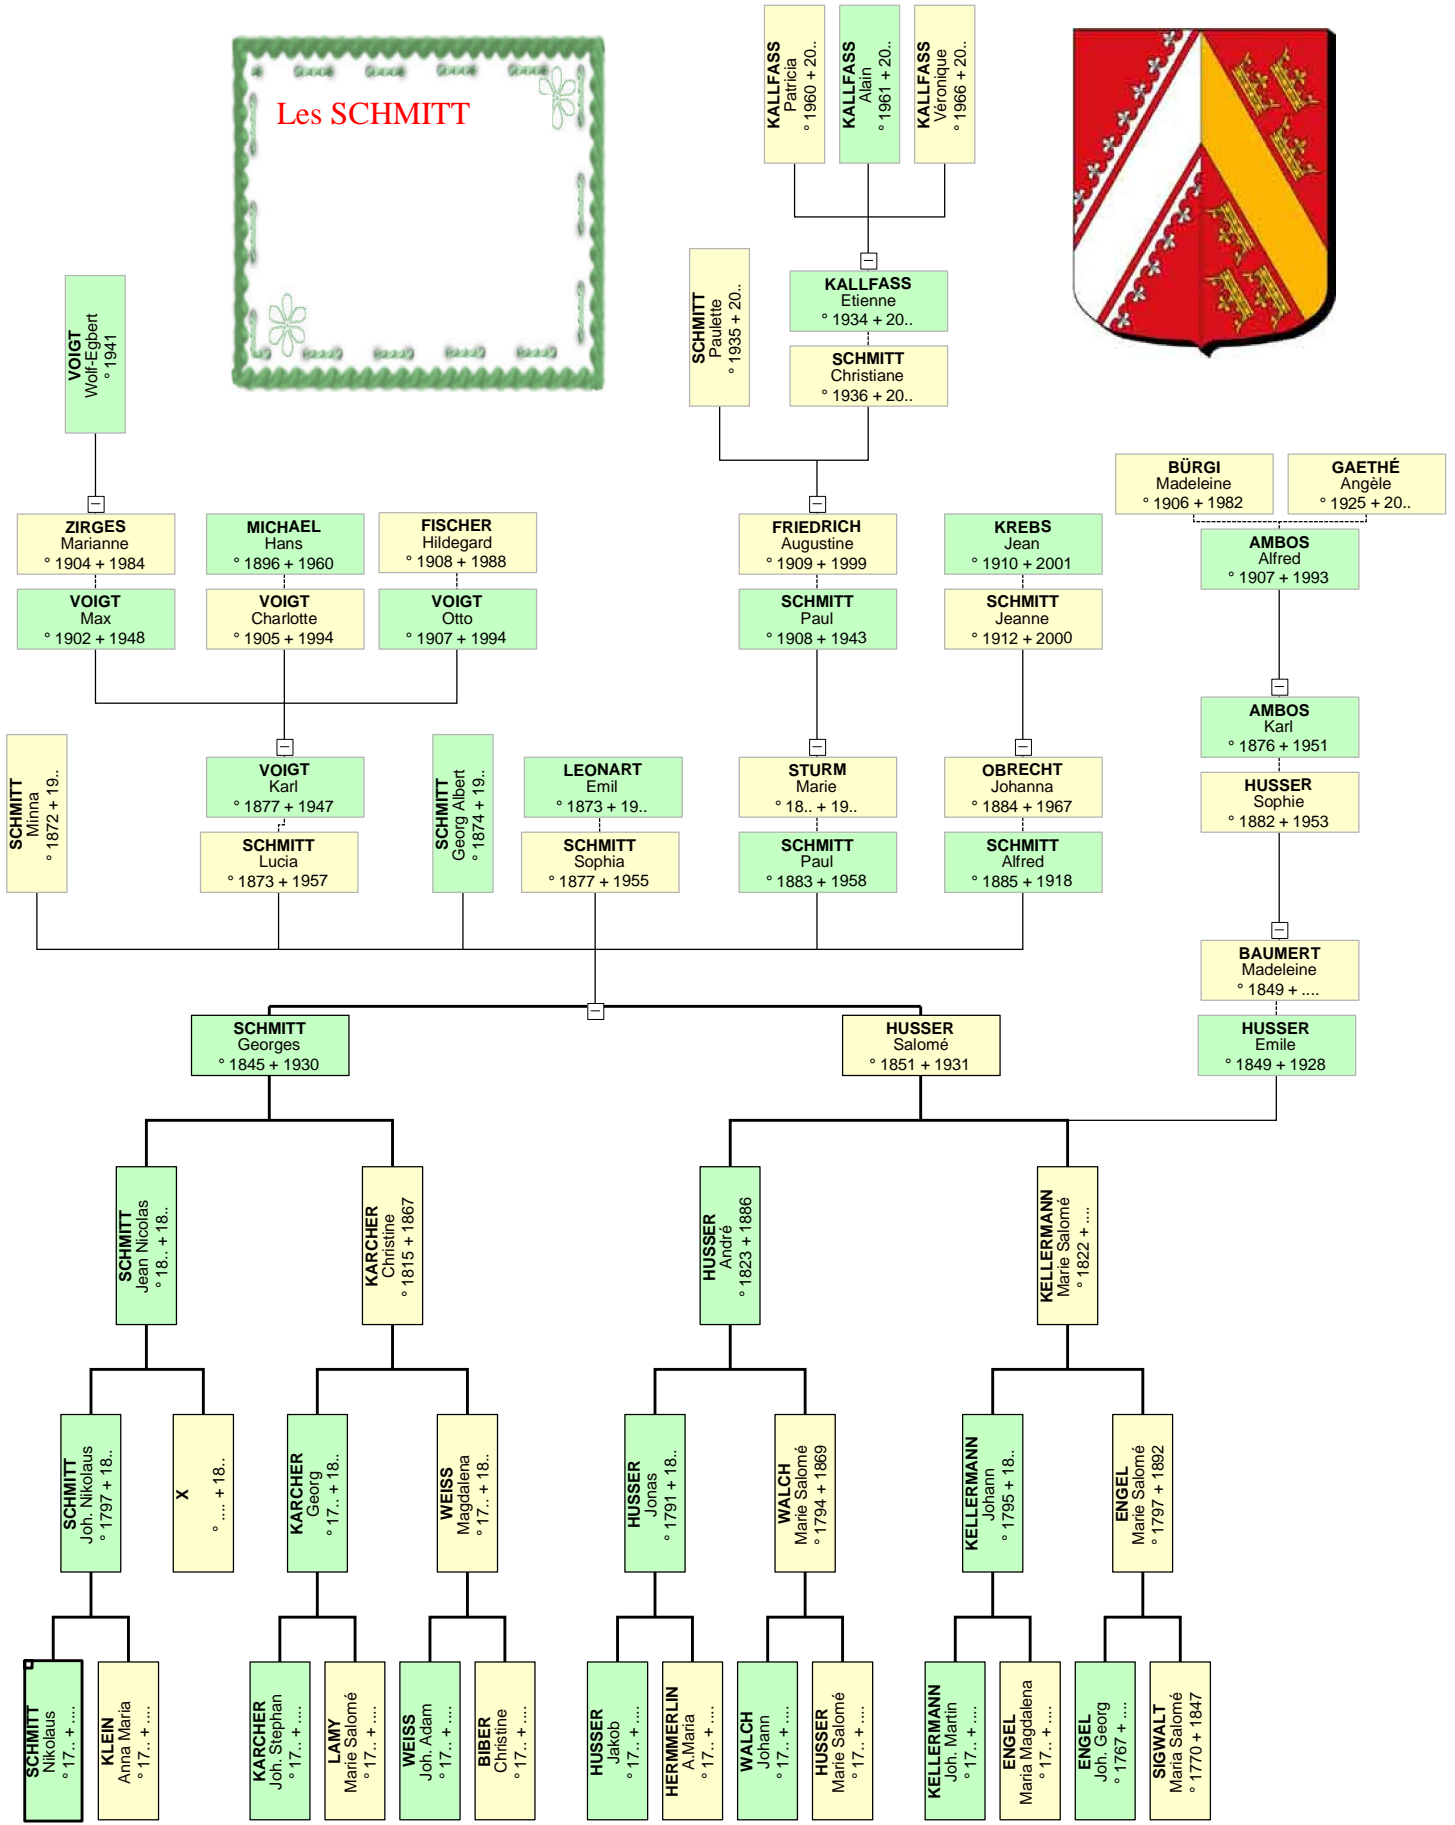 Les SCHMITT
KALLFASS
Patricia
° 1960 + 20..
KALLFASS
Alain
° 1961 + 20..
KALLFASS
Véronique
° 1966 + 20..
SCHMITT
Paulette
° 1935 + 20..
KALLFASS
Etienne
° 1934 + 20..
SCHMITT
Christiane
° 1936 + 20..
VOIGT
Wolf-Egbert
° 1941
BÜRGI
Madeleine
° 1906 + 1982
GAETHÉ
Angèle
° 1925 + 20..
ZIRGES
Marianne
° 1904 + 1984
MICHAEL
Hans
° 1896 + 1960
FISCHER
Hildegard
° 1908 + 1988
FRIEDRICH
Augustine
° 1909 + 1999
KREBS
Jean
° 1910 + 2001
AMBOS
Alfred
° 1907 + 1993
VOIGT
Max
° 1902 + 1948
VOIGT
Charlotte
° 1905 + 1994
VOIGT
Otto
° 1907 + 1994
SCHMITT
Paul
° 1908 + 1943
SCHMITT
Jeanne
° 1912 + 2000
AMBOS
Karl
° 1876 + 1951
HUSSER
Sophie
° 1882 + 1953
SCHMITT
Minna
° 1872 + 19..
VOIGT
Karl
° 1877 + 1947
SCHMITT
Lucia
° 1873 + 1957
SCHMITT
Georg Albert
° 1874 + 19..
LEONART
Emil
° 1873 + 19..
SCHMITT
Sophia
° 1877 + 1955
STURM
Marie
° 18.. + 19..
SCHMITT
Paul
° 1883 + 1958
OBRECHT
Johanna
° 1884 + 1967
SCHMITT
Alfred
° 1885 + 1918
BAUMERT
Madeleine
° 1849 + ....
HUSSER
Emile
° 1849 + 1928
SCHMITT
Georges
° 1845 + 1930
HUSSER
Salomé
° 1851 + 1931
SCHMITT
Jean Nicolas
° 18.. + 18..
KARCHER
Christine
° 1815 + 1867
HUSSER
André
° 1823 + 1886
KELLERMANN
Marie Salomé
° 1822 + ....
SCHMITT
Joh. Nikolaus
° 1797 + 18..
X
° .... + 18..
KARCHER
Georg
° 17.. + 18..
WEISS
Magdalena
° 17.. + 18..
HUSSER
Jonas
° 1791 + 18..
WALCH
Marie Salomé
° 1794 + 1869
KELLERMANN
Johann
° 1795 + 18..
ENGEL
Marie Salomé
° 1797 + 1892
SCHMITT
Nikolaus
° 17.. + ....
KLEIN
Anna Maria
° 17.. + ....
KARCHER
Joh. Stephan
° 17.. + ....
LAMY
Marie Salomé
° 17.. + ....
WEISS
Joh. Adam
° 17.. + ....
BIBER
Christine
° 17.. + ....
HUSSER
Jakob
° 17.. + ....
HERMMERLIN
A.Maria
° 17.. + ....
WALCH
Johann
° 17.. + ....
HUSSER
Marie Salomé
° 17.. + ....
KELLERMANN
Joh. Martin
° 17.. + ....
ENGEL
Maria Magdalena
° 17.. + ....
ENGEL
Joh. Georg
° 1767 + ....
SIGWALT
Maria Salomé
° 1770 + 1847